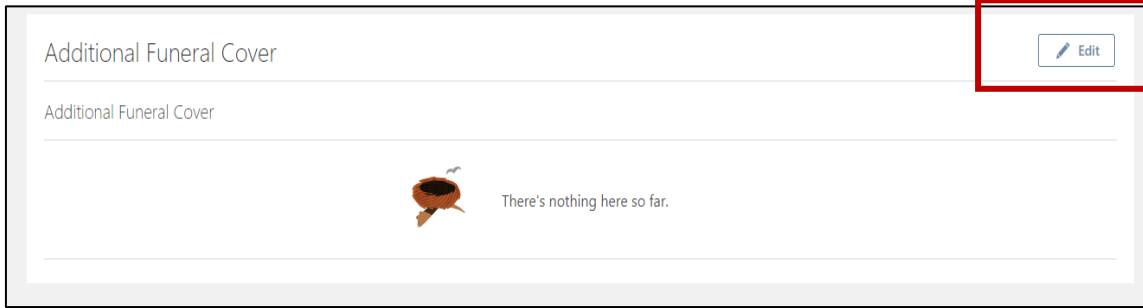 Additional Funeral Cover
Edit
Additional Funeral Cover
There's nothing here so far.